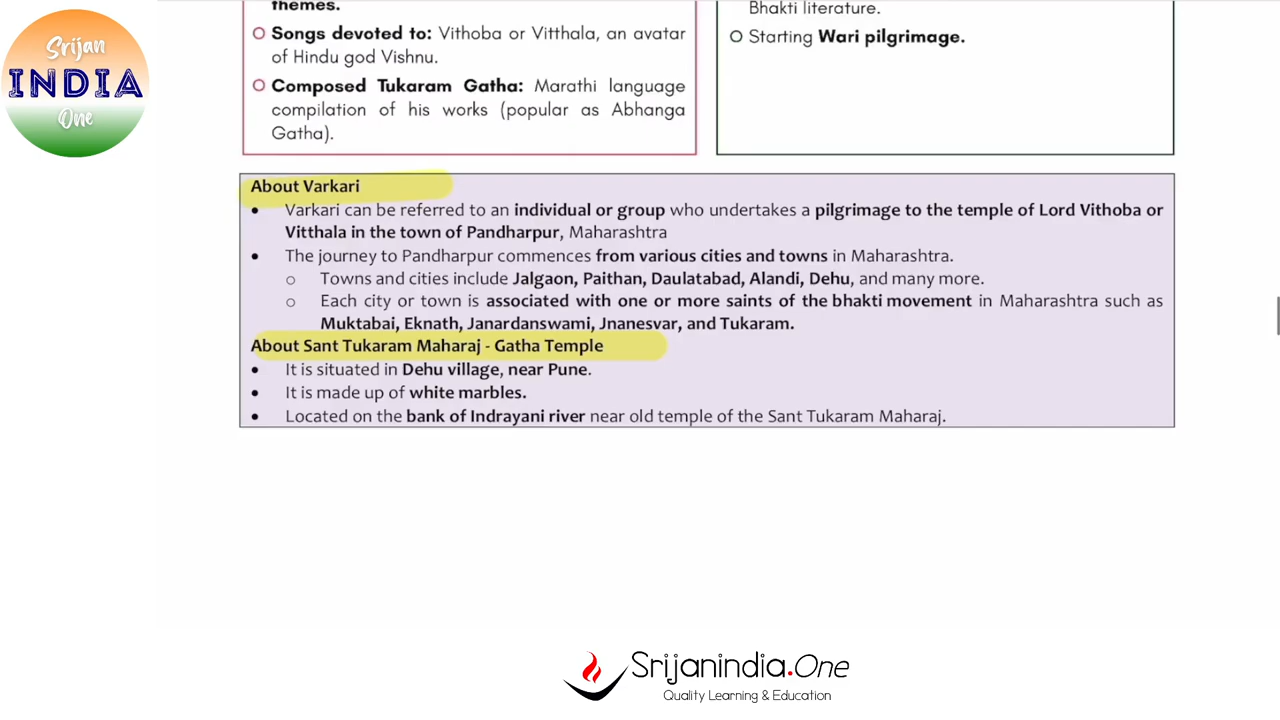 Srijan
INDIA
One
themes.
Songs devoted to: Vithoba or Vitthala, an avatar
of Hindu god Vishnu.
Composed Tukaram Gatha: Marathi language
compilation of his works (popular as Abhanga
Gatha).
Bhakti literature.
Starting Wari pilgrimage.
About Varkari
• Varkari can be referred to an individual or group who undertakes a pilgrimage to the temple of Lord Vithoba or
Vitthala in the town of Pandharpur, Maharashtra
• The journey to Pandharpur commences from various cities and towns in Maharashtra.
o Towns and cities include Jalgaon, Paithan, Daulatabad, Alandi, Dehu, and many more.
o Each city or town is associated with one or more saints of the bhakti movement in Maharashtra such as
Muktabai, Eknath, Janardanswami, Jnanesvar, and Tukaram.
About Sant Tukaram Maharaj - Gatha Temple
• It is situated in Dehu village, near Pune.
• It is made up of white marbles.
• Located on the bank of Indrayani river near old temple of the Sant Tukaram Maharaj.
Srijanindia.One
Quality Learning & Education